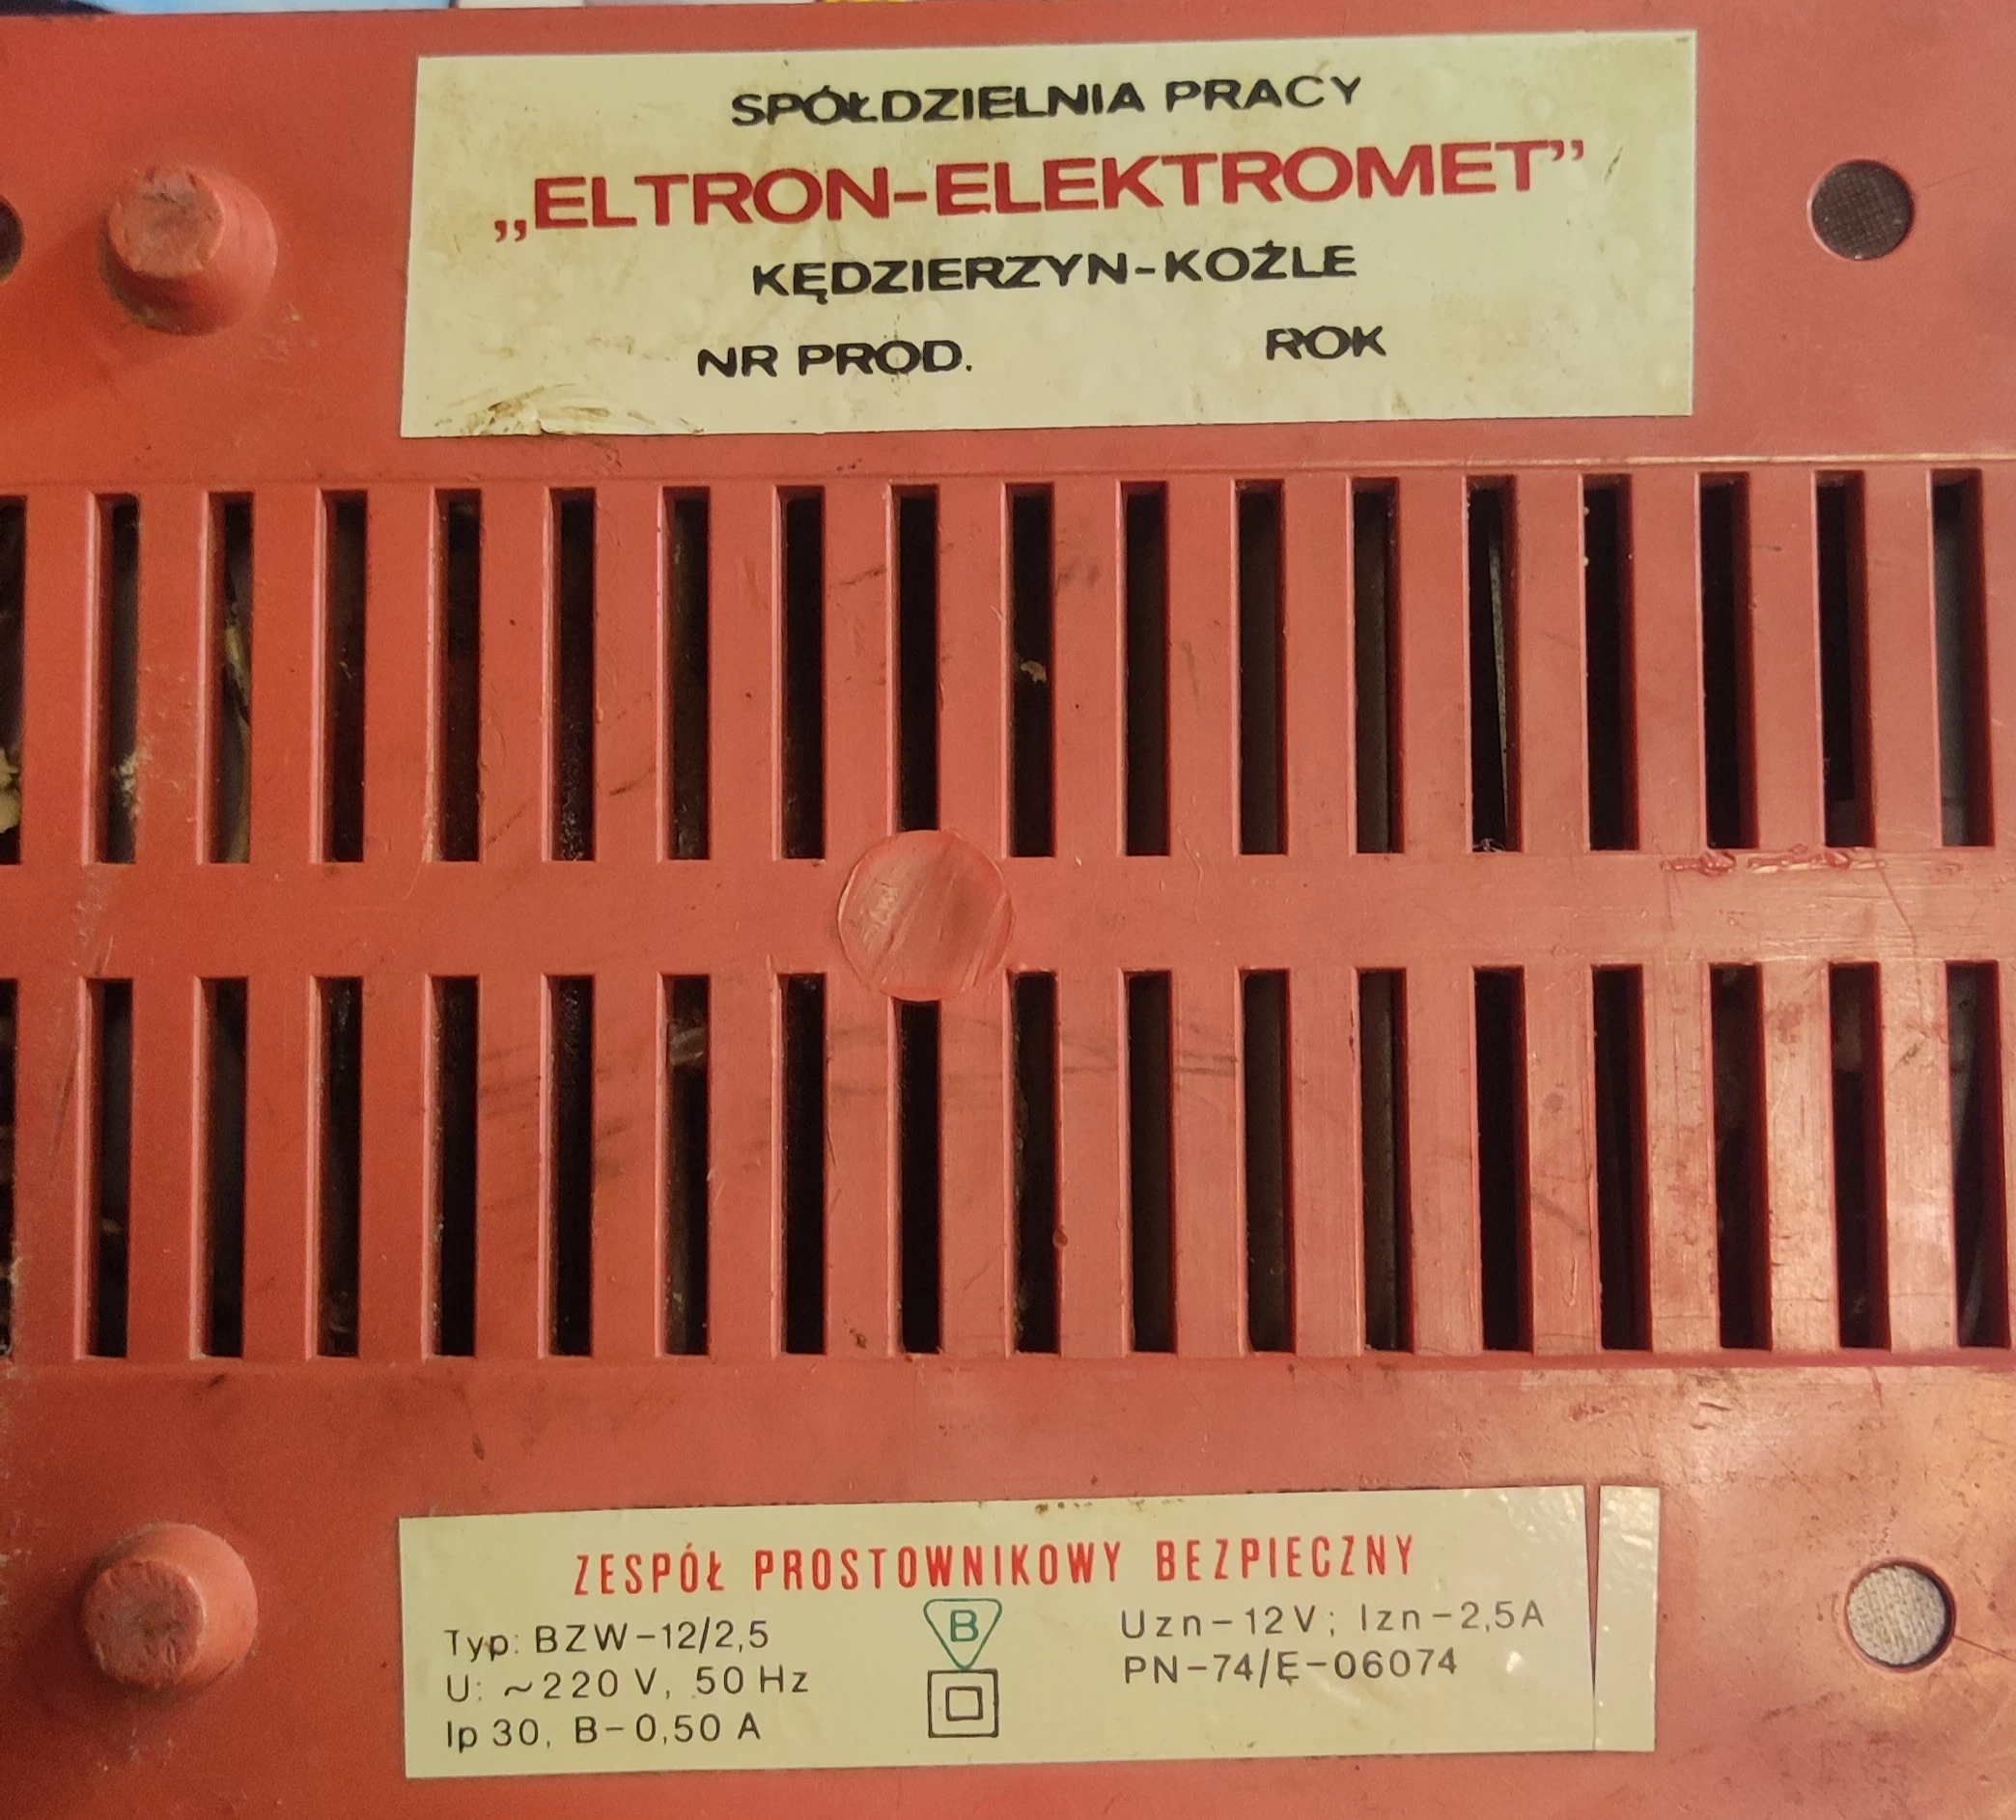 SPÓŁDZIELNIA PRACY
„ELTRON-ELEKTROMET”
KĘDZIERZYN-KOŹLE
NR PROD. ROK
ZESPÓŁ PROSTOWNIKOWY BEZPIECZNY
Typ: BZW-12/2,5
U: ~220 V, 50 Hz
Ip 30, B-0,50 A
B
Uzn-12V; Izn-2,5A
PN-74/E-06074